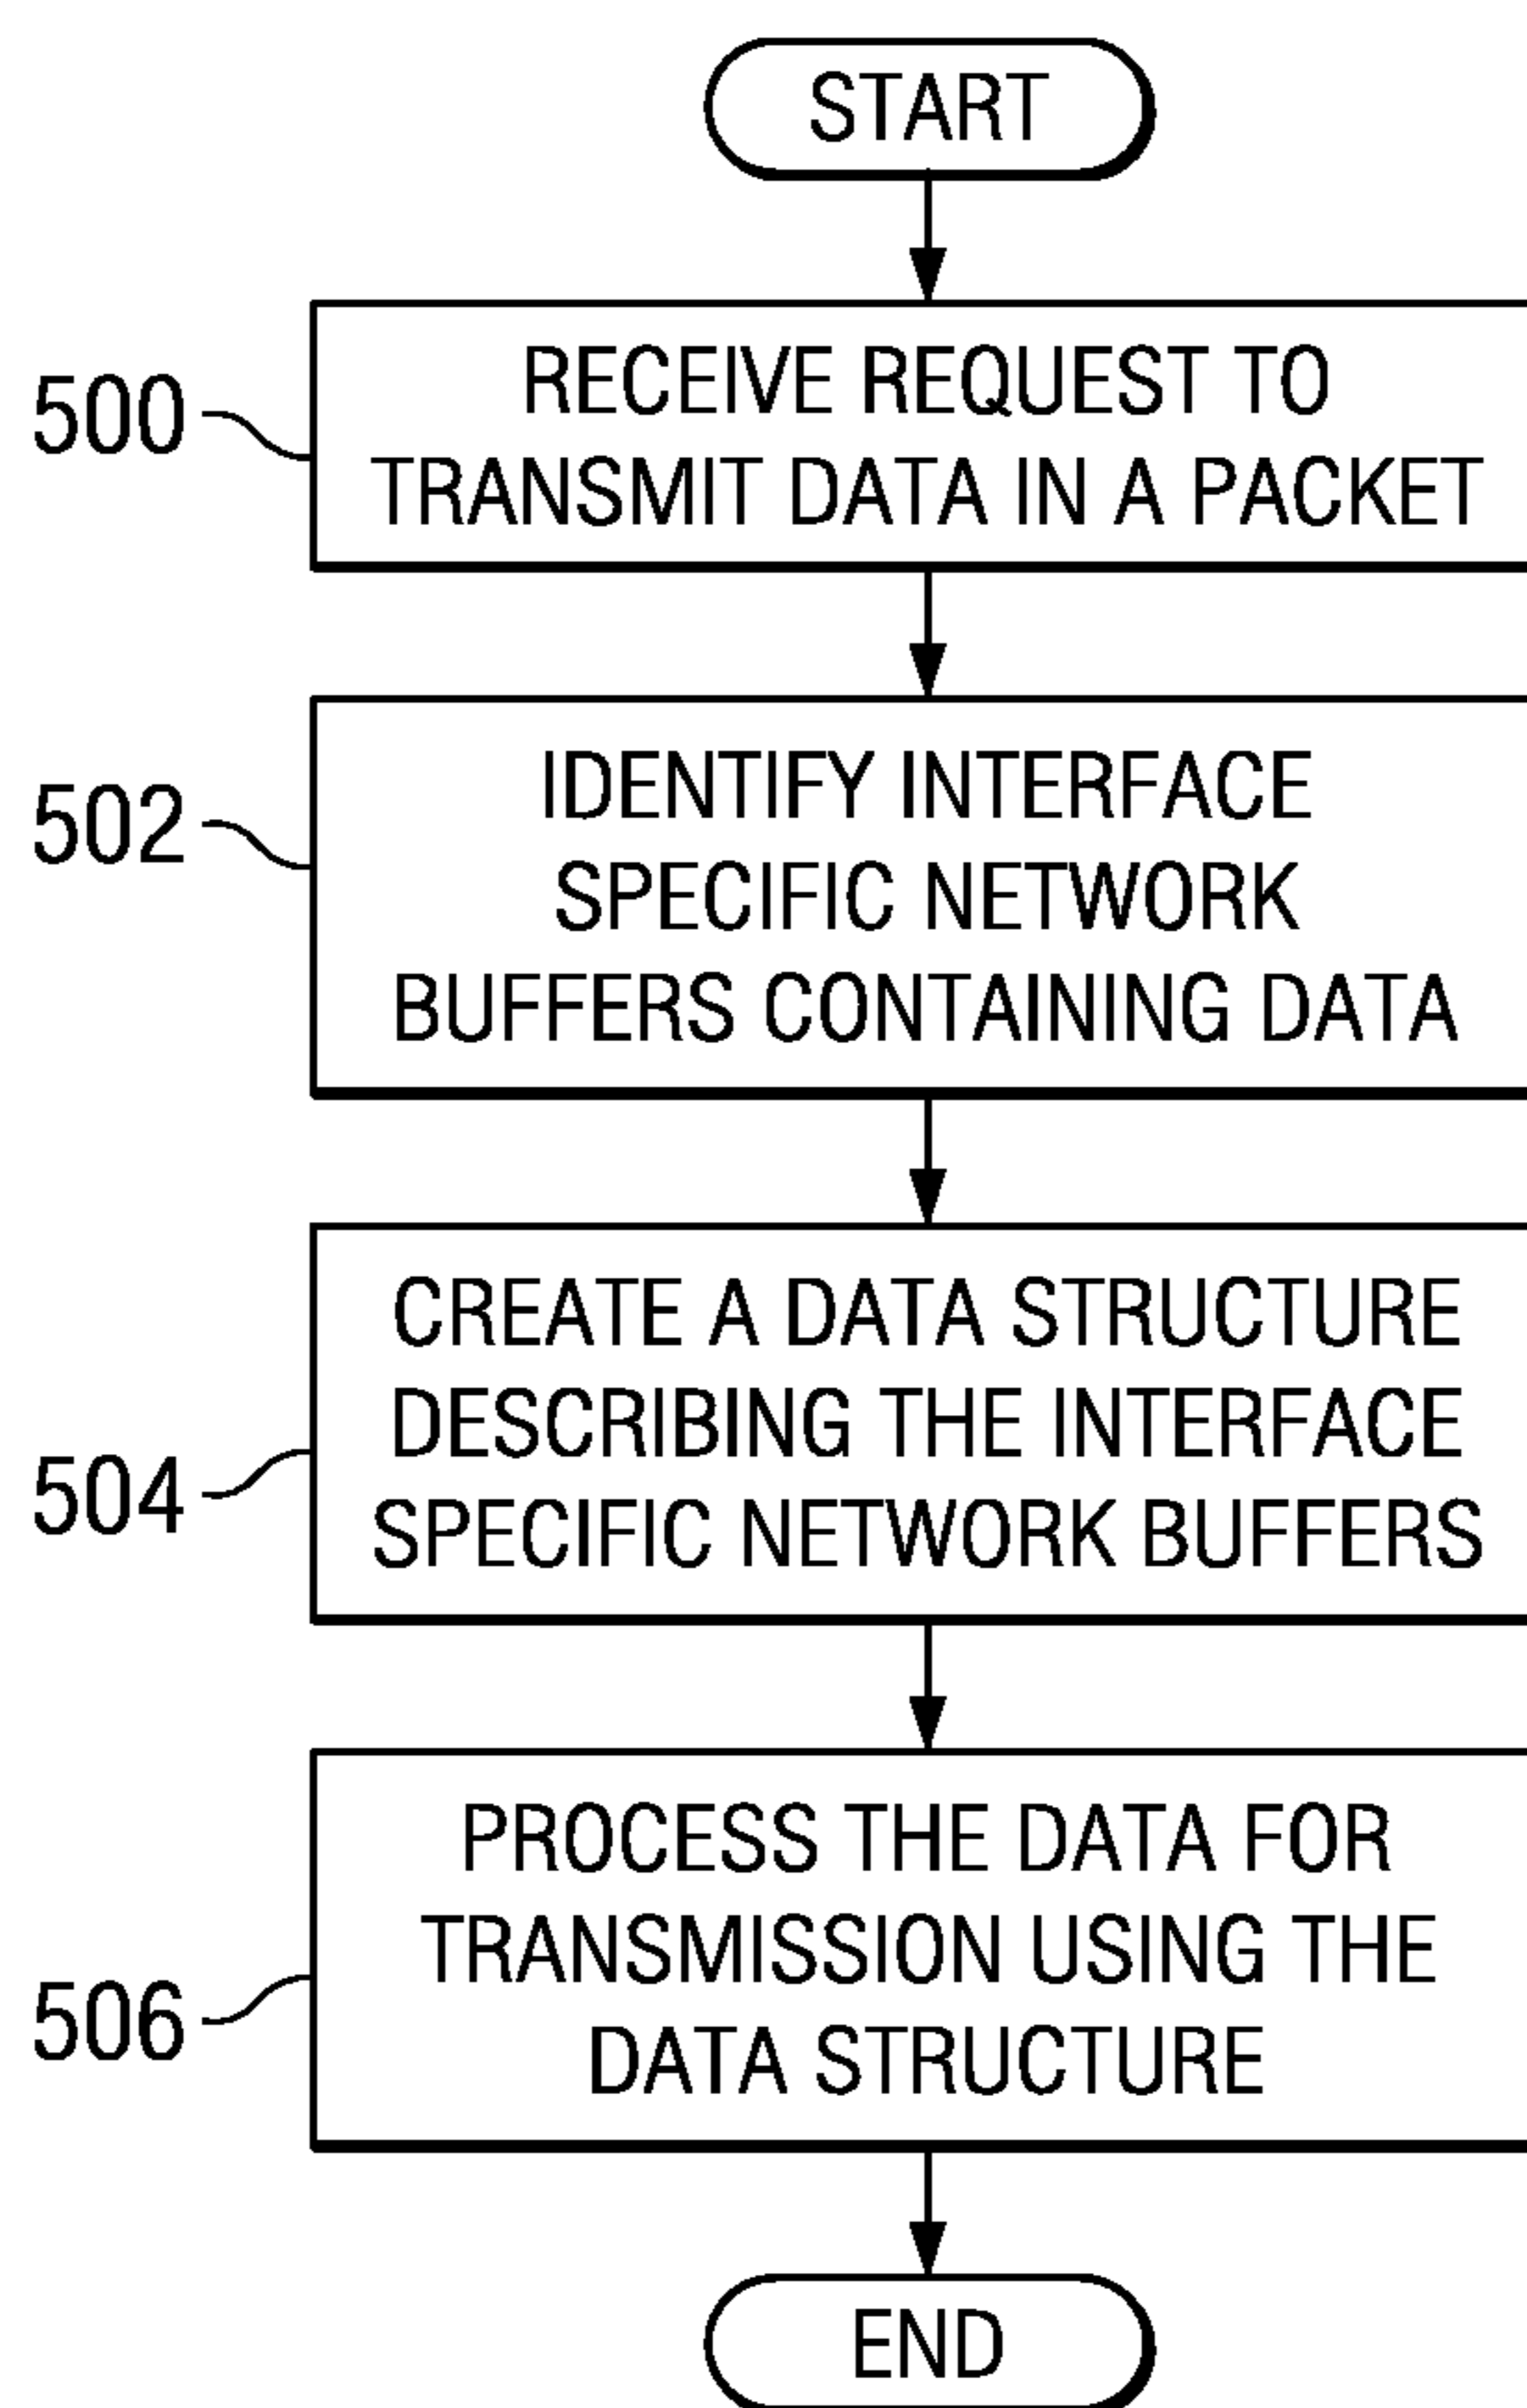 START
500
RECEIVE REQUEST TO
TRANSMIT DATA IN A PACKET
502
IDENTIFY INTERFACE
SPECIFIC NETWORK
BUFFERS CONTAINING DATA
504
CREATE A DATA STRUCTURE
DESCRIBING THE INTERFACE
SPECIFIC NETWORK BUFFERS
506
PROCESS THE DATA FOR
TRANSMISSION USING THE
DATA STRUCTURE
END